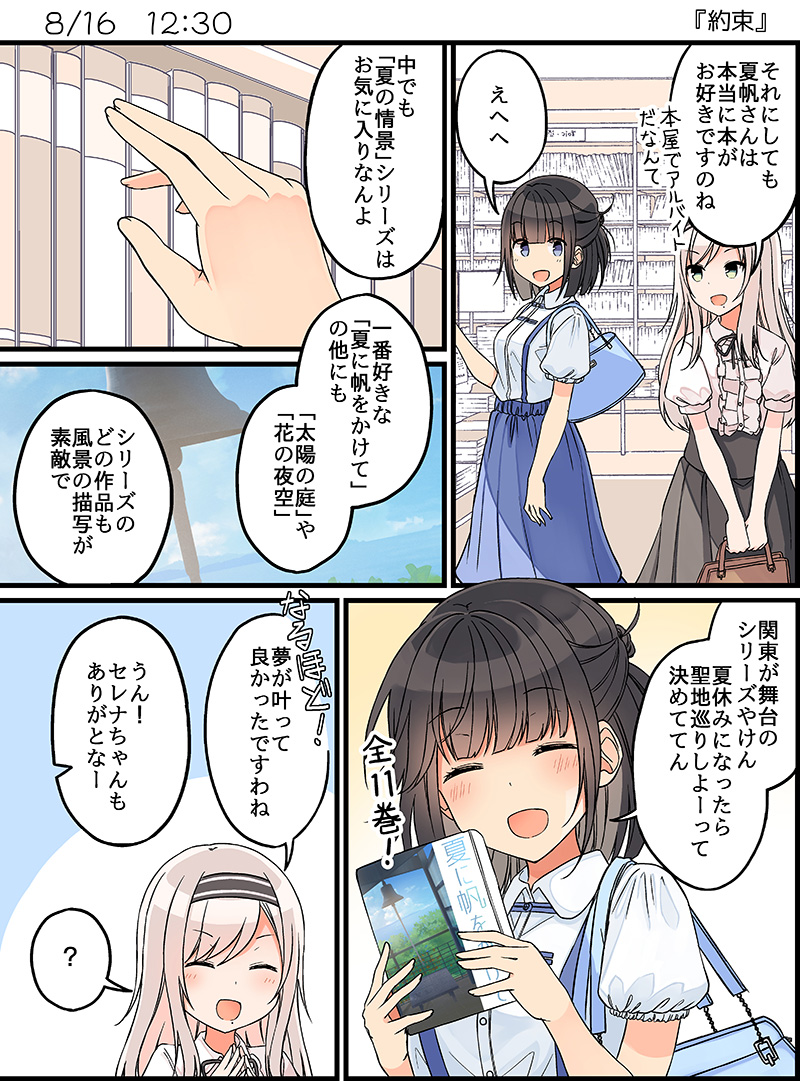 8/16 12:30
『約束』
それにしても
夏帆さんは
本当に本が
お好きですのね
本屋でアルバイト
だなんて
えへへ
中でも
「夏の情景」シリーズは
お気に入りなんよ
一番好きな
「夏に帆をかけて」
の他にも
「太陽の庭」や
「花の夜空」
シリーズの
どの作品も
風景の描写が
素敵で
関東が舞台の
シリーズやけん
夏休みになったら
聖地巡りしよーって
決めててん
全11巻!
夏に帆を
なるほど!
夢が叶って
良かったですわね
うん!
セレナちゃんも
ありがとなー
?